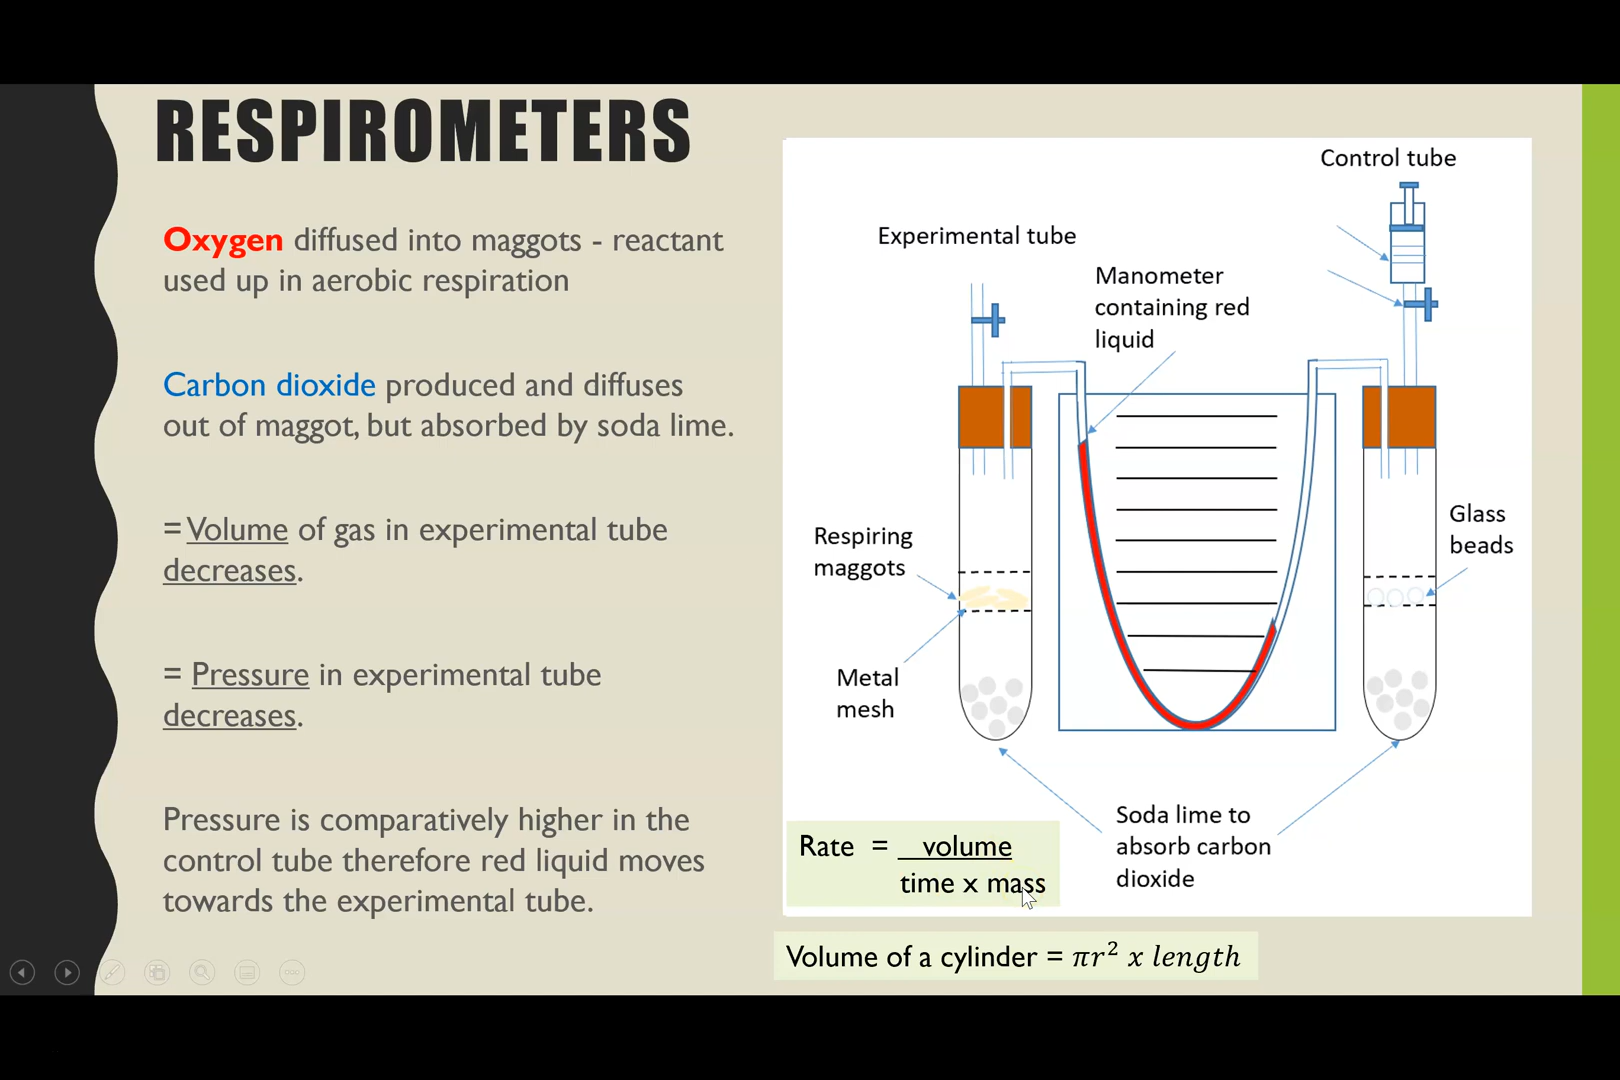 RESPIROMETERS
Oxygen diffused into maggots - reactant
used up in aerobic respiration
Carbon dioxide produced and diffuses
out of maggot, but absorbed by soda lime.
= Volume of gas in experimental tube
decreases.
= Pressure in experimental tube
decreases.
Pressure is comparatively higher in the
control tube therefore red liquid moves
towards the experimental tube.
Control tube
Experimental tube
Manometer
containing red
liquid
Respiring
maggots
Glass
beads
Metal
mesh
Soda lime to
absorb carbon
dioxide
Rate = volume
time x mass
Volume of a cylinder = πr² x length